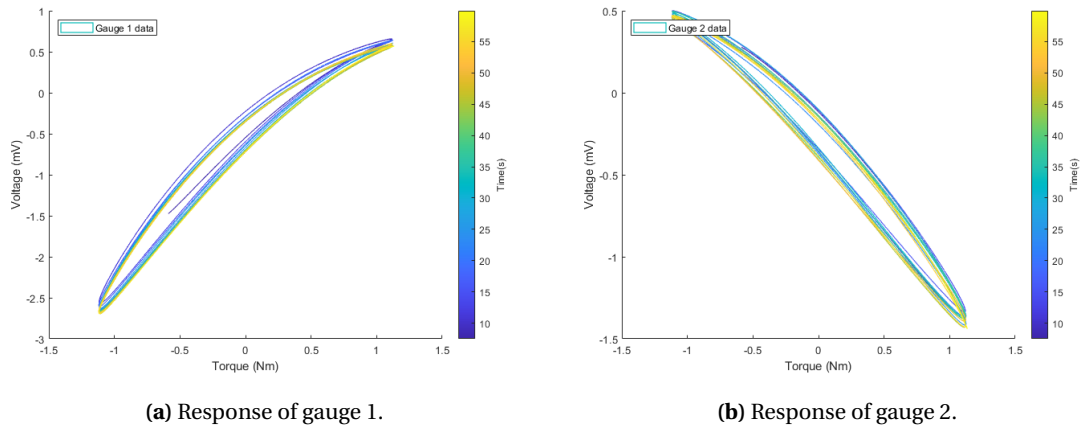 Gauge 1 data
Voltage (mV)
1
0.5
0
-0.5
-1
-1.5
-2
-2.5
-3
-1.5 -1 -0.5 0 0.5 1 1.5
Torque (Nm)
55
50
45
40
35
30
25
20
15
10
Time(s)
(a) Response of gauge 1.
Gauge 2 data
Voltage (mV)
0.5
0
-0.5
-1
-1.5
-1.5 -1 -0.5 0 0.5 1 1.5
Torque (Nm)
55
50
45
40
35
30
25
20
15
10
Time(s)
(b) Response of gauge 2.